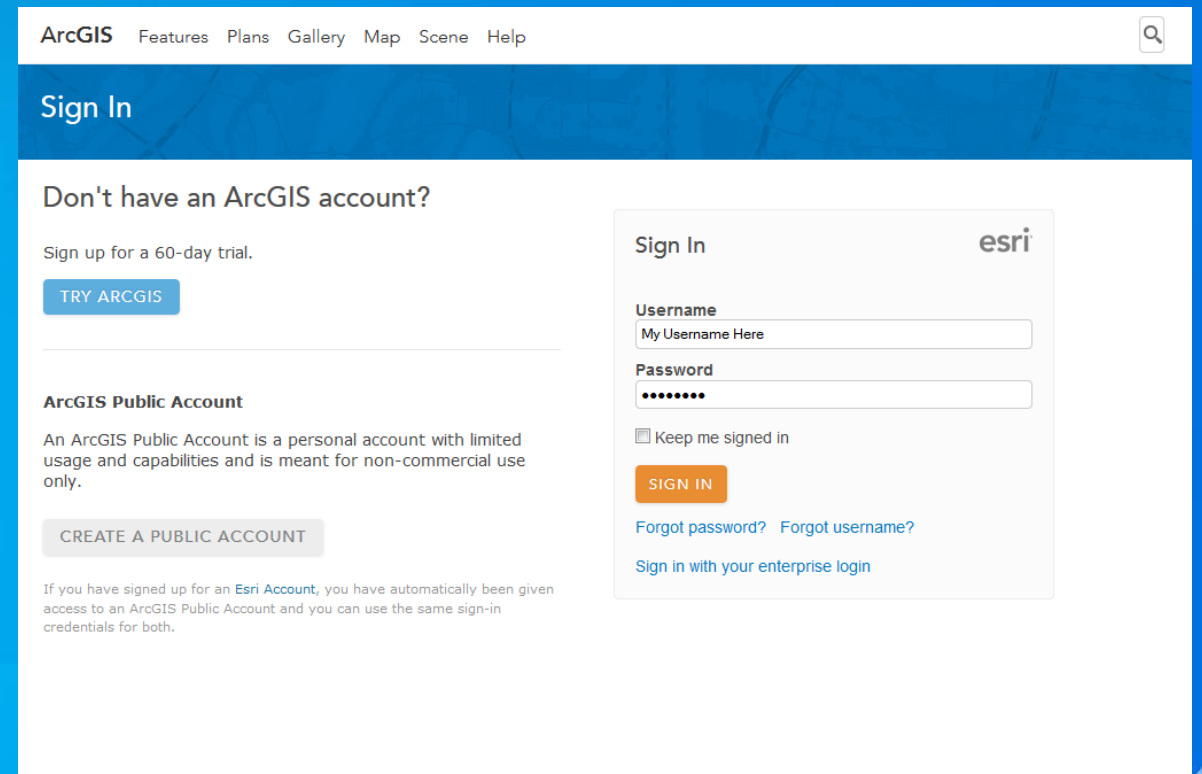 ArcGIS Features Plans Gallery Map Scene Help
Sign In
Don't have an ArcGIS account?
Sign up for a 60-day trial.
TRY ARCGIS
ArcGIS Public Account
An ArcGIS Public Account is a personal account with limited
usage and capabilities and is meant for non-commercial use
only.
CREATE A PUBLIC ACCOUNT
If you have signed up for an Esri Account, you have automatically been given
access to an ArcGIS Public Account and you can use the same sign-in
credentials for both.
Sign In esri
Username
My Username Here
Password
••••••••
Keep me signed in
SIGN IN
Forgot password? Forgot username?
Sign in with your enterprise login